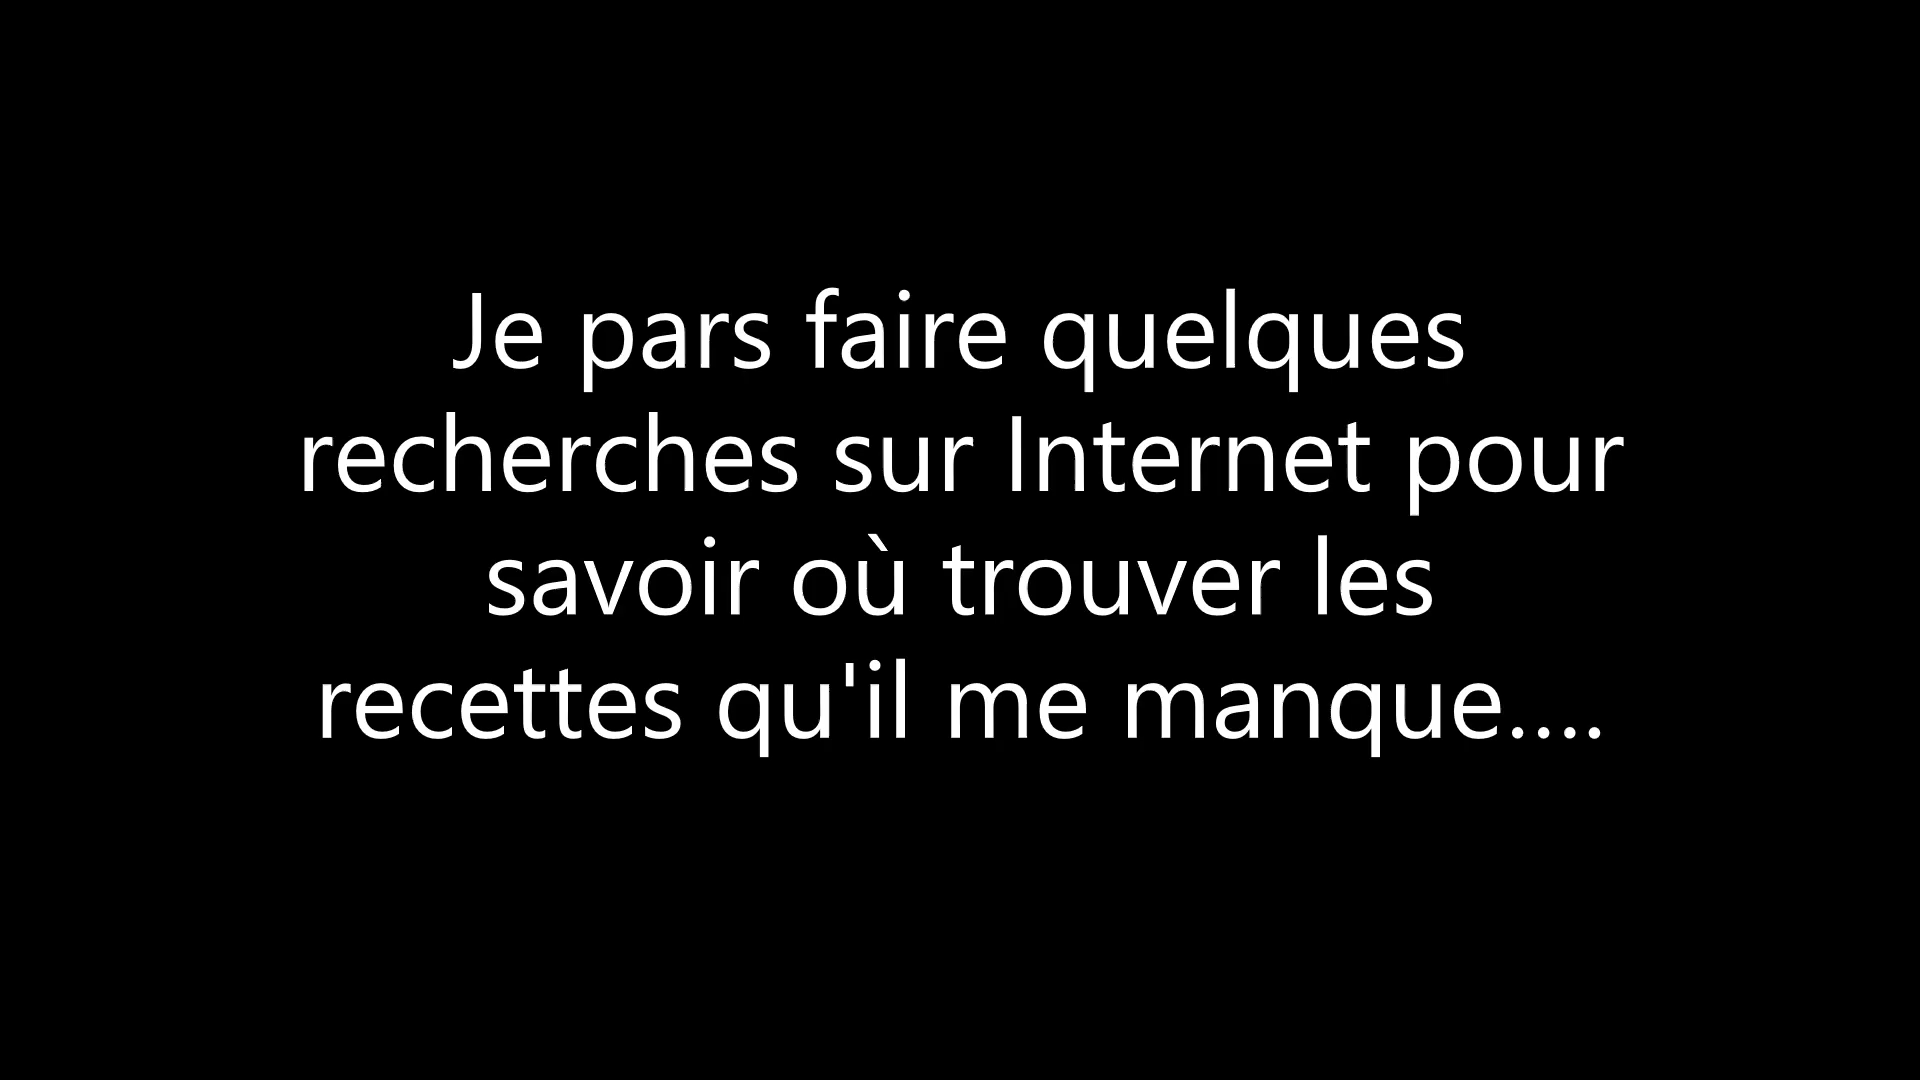 Je pars faire quelques
recherches sur Internet pour
savoir où trouver les
recettes qu'il me manque....